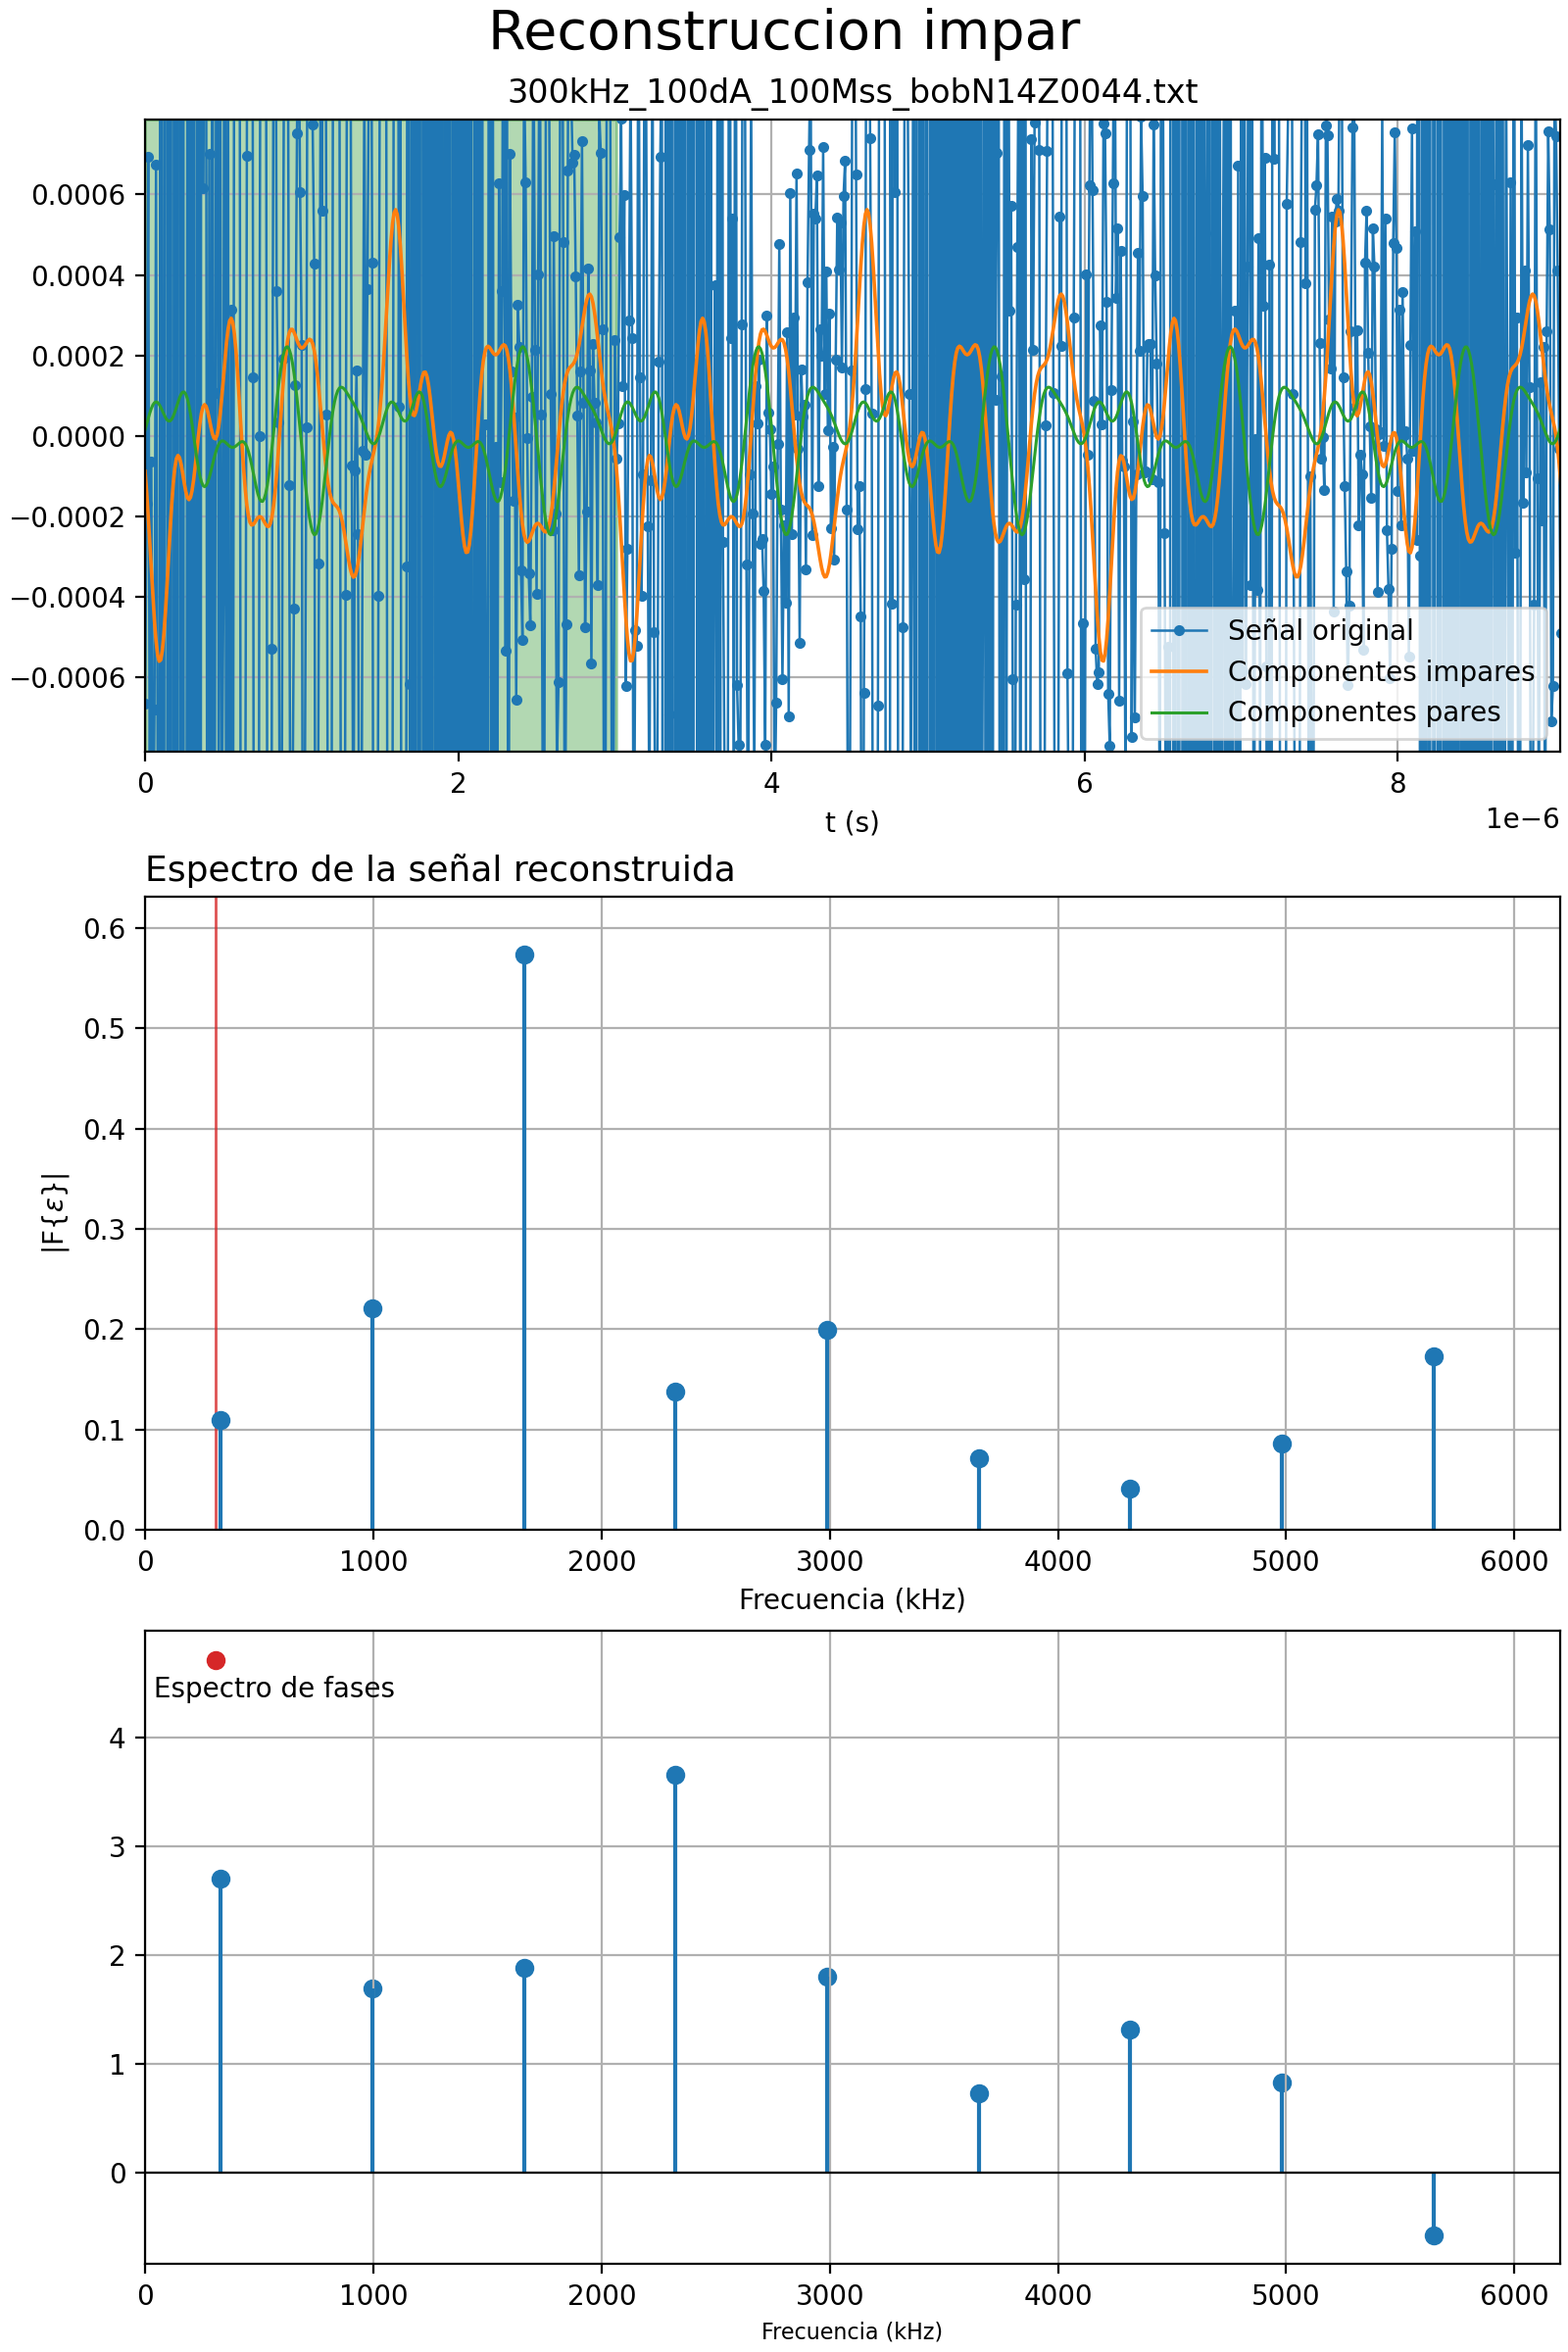 Reconstruccion impar
300kHz_100dA_100Mss_bobN14Z0044.txt
0.0006
0.0004
0.0002
0.0000
−0.0002
−0.0004
−0.0006
Señal original
Componentes impares
Componentes pares
0 2 4 6 8
1e−6
t (s)
Espectro de la señal reconstruida
0.6
0.5
0.4
0.3
0.2
0.1
0.0
|F{ε}|
0 1000 2000 3000 4000 5000 6000
Frecuencia (kHz)
Espectro de fases
4
3
2
1
0
0 1000 2000 3000 4000 5000 6000
Frecuencia (kHz)